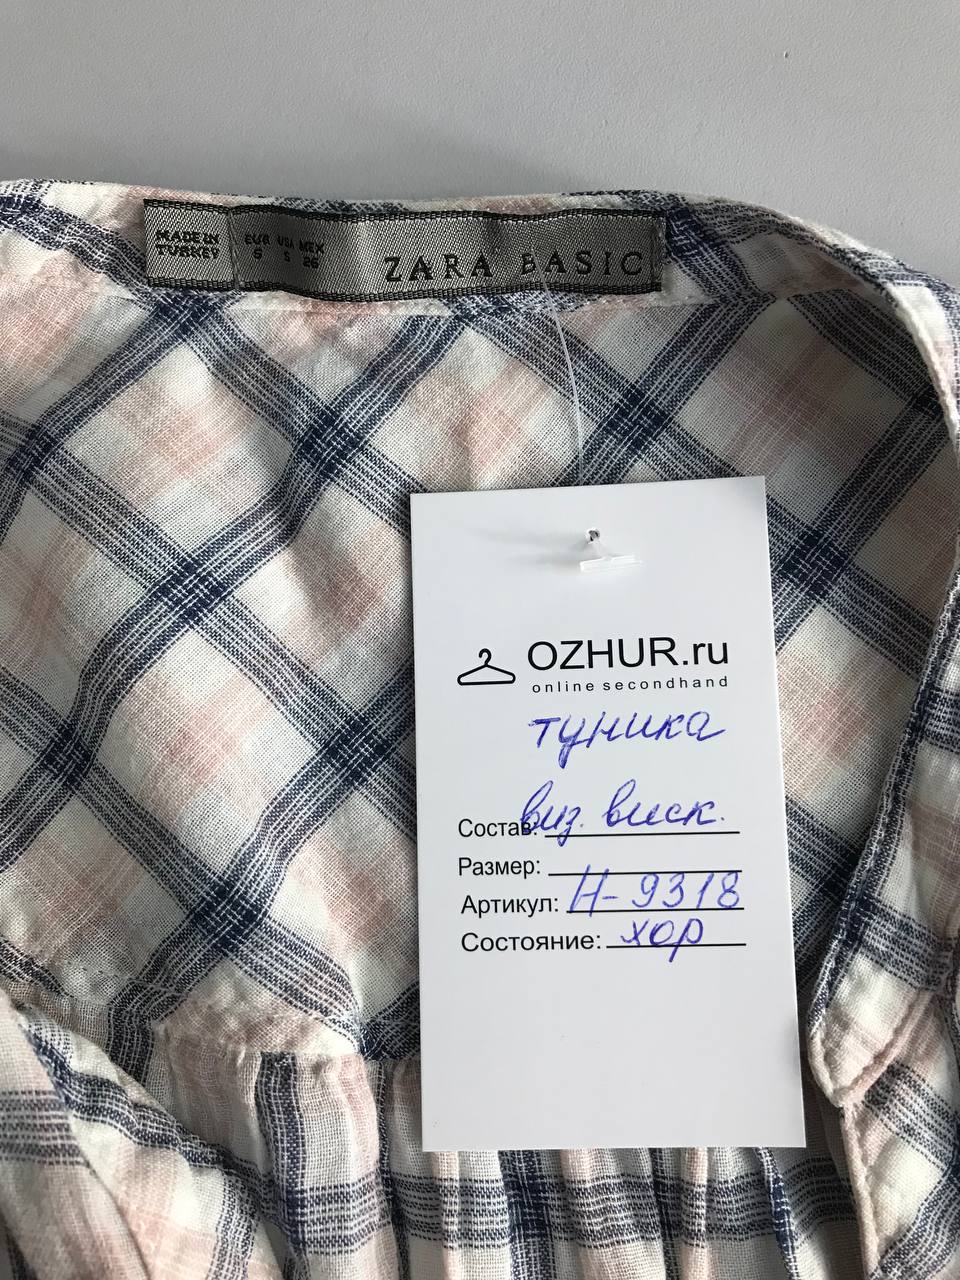 MADE IN
TURKEY
EUR USA MEX
S S 26
ZARA BASIC
OZHUR.ru
online secondhand
туника
Состав: виз. виск.
Размер:
Артикул: Н-9318
Состояние: хор